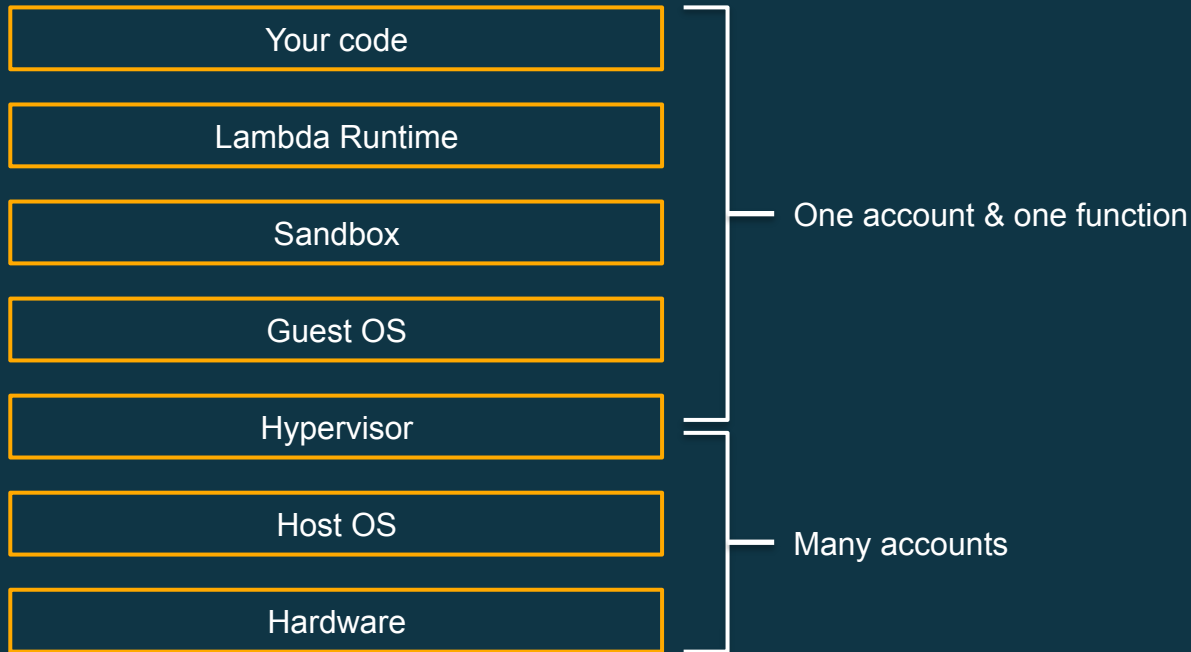 Your code
Lambda Runtime
Sandbox
One account & one function
Guest OS
Hypervisor
Host OS
Many accounts
Hardware